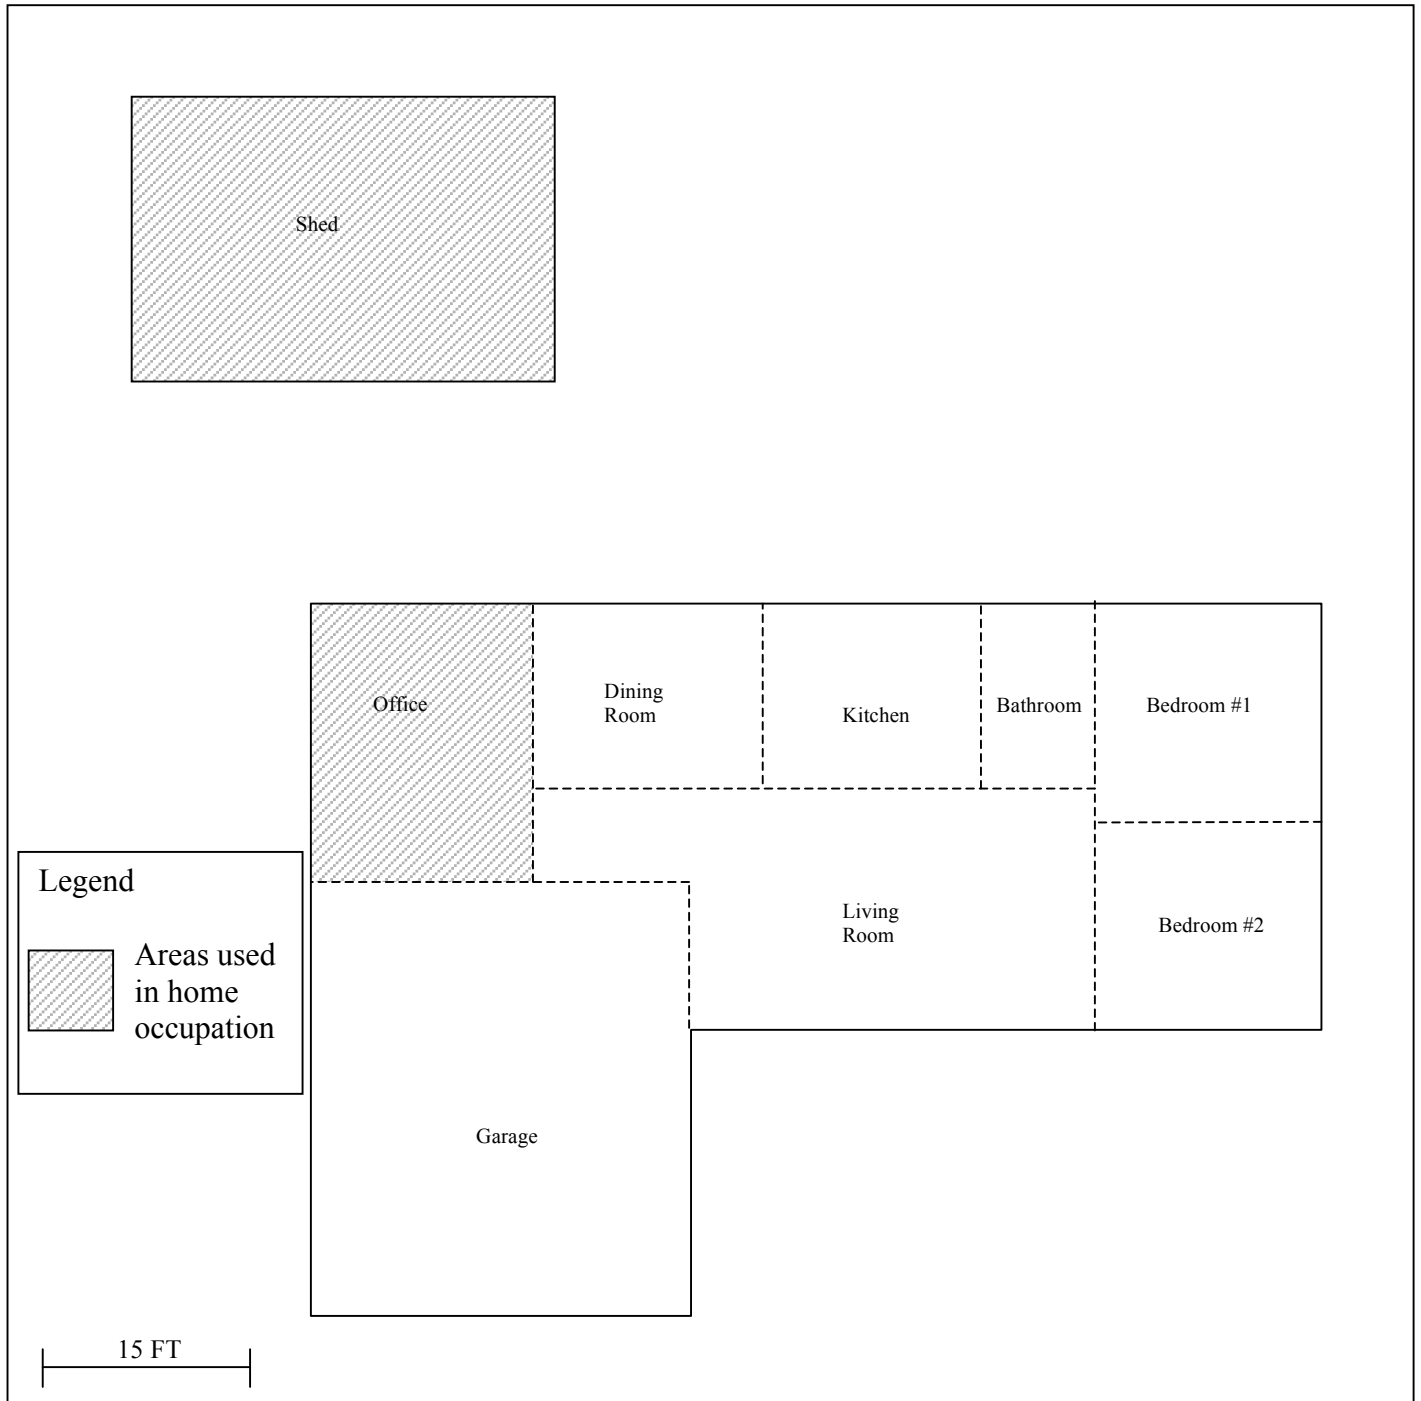 Shed
Office
Dining
Room
Kitchen
Bathroom
Bedroom #1
Legend
Areas used
in home
occupation
Living
Room
Bedroom #2
Garage
15 FT